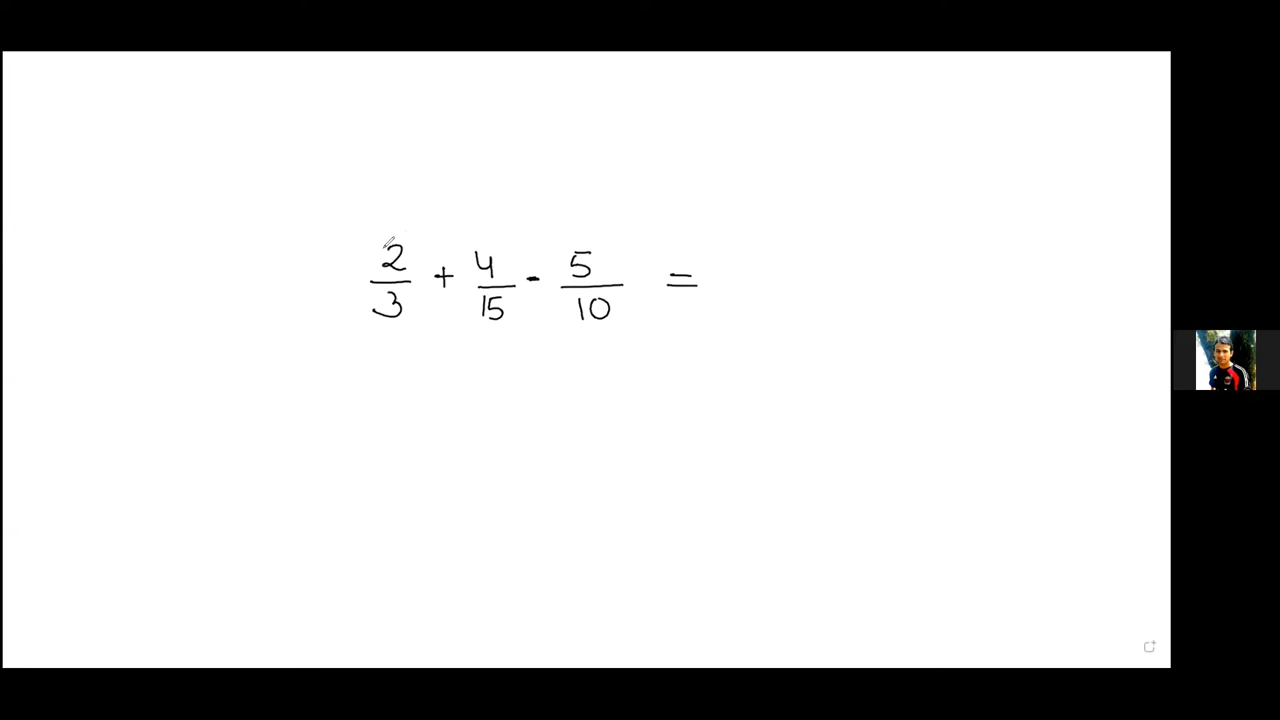 2/3 + 4/15 - 5/10 =